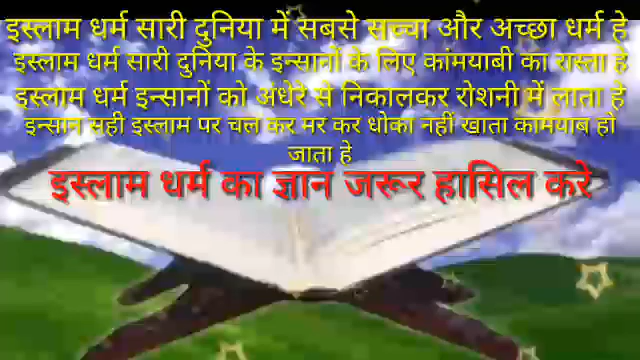 इस्लाम धर्म सारी दुनिया में सबसे सच्चा और अच्छा धर्म हे
इस्लाम धर्म सारी दुनिया के इन्सानों के लिए कांमयाबी का रास्ता हे
इस्लाम धर्म इन्सानों को अंधेरे से निकालकर रोशनी में लाता हे
इन्सान सही इस्लाम पर चल कर मर कर धोका नहीं खाता कामयाब हो
जाता हे
इस्लाम धर्म का ज्ञान जरूर हासिल करे